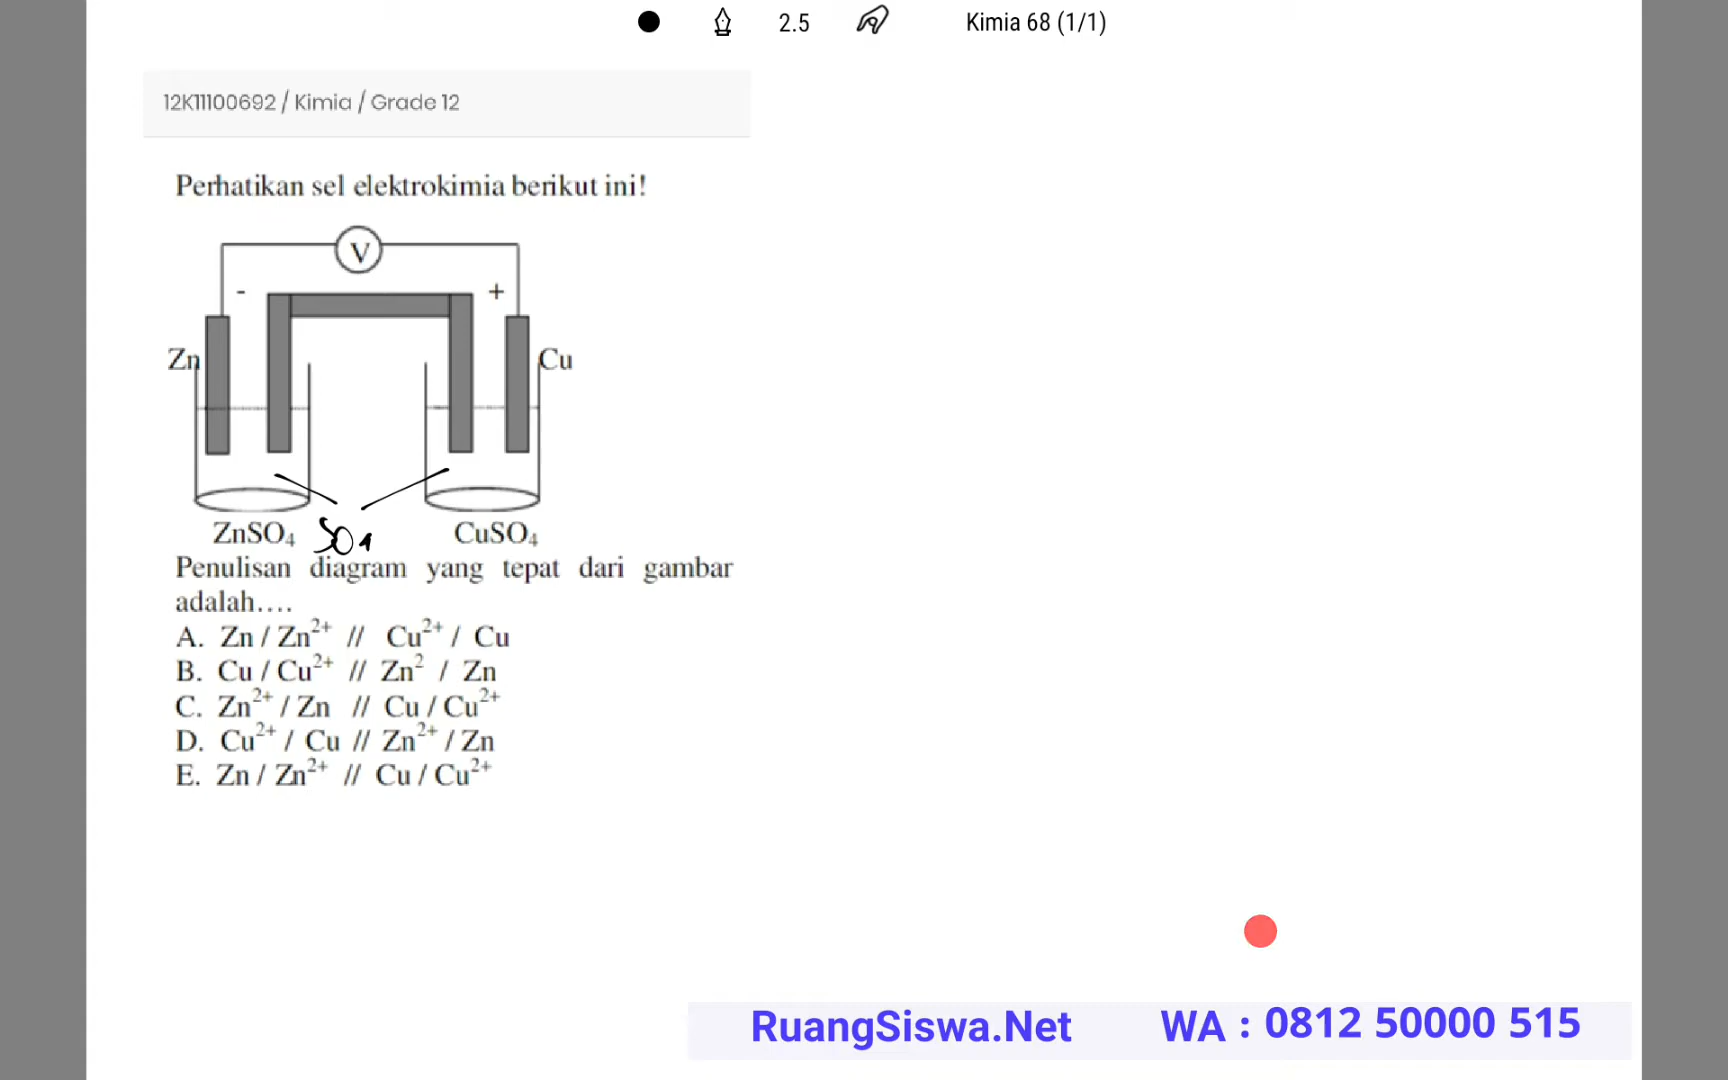 2.5 Kimia 68 (1/1)
12K11100692 / Kimia / Grade 12
Perhatikan sel elektrokimia berikut ini!
V
- +
Zn Cu
ZnSO₄ SO₄ CuSO₄
Penulisan diagram yang tepat dari gambar
adalah....
A. Zn / Zn²⁺ // Cu²⁺ / Cu
B. Cu / Cu²⁺ // Zn² / Zn
C. Zn²⁺ / Zn // Cu / Cu²⁺
D. Cu²⁺ / Cu // Zn²⁺ / Zn
E. Zn / Zn²⁺ // Cu / Cu²⁺
RuangSiswa.Net WA : 0812 50000 515